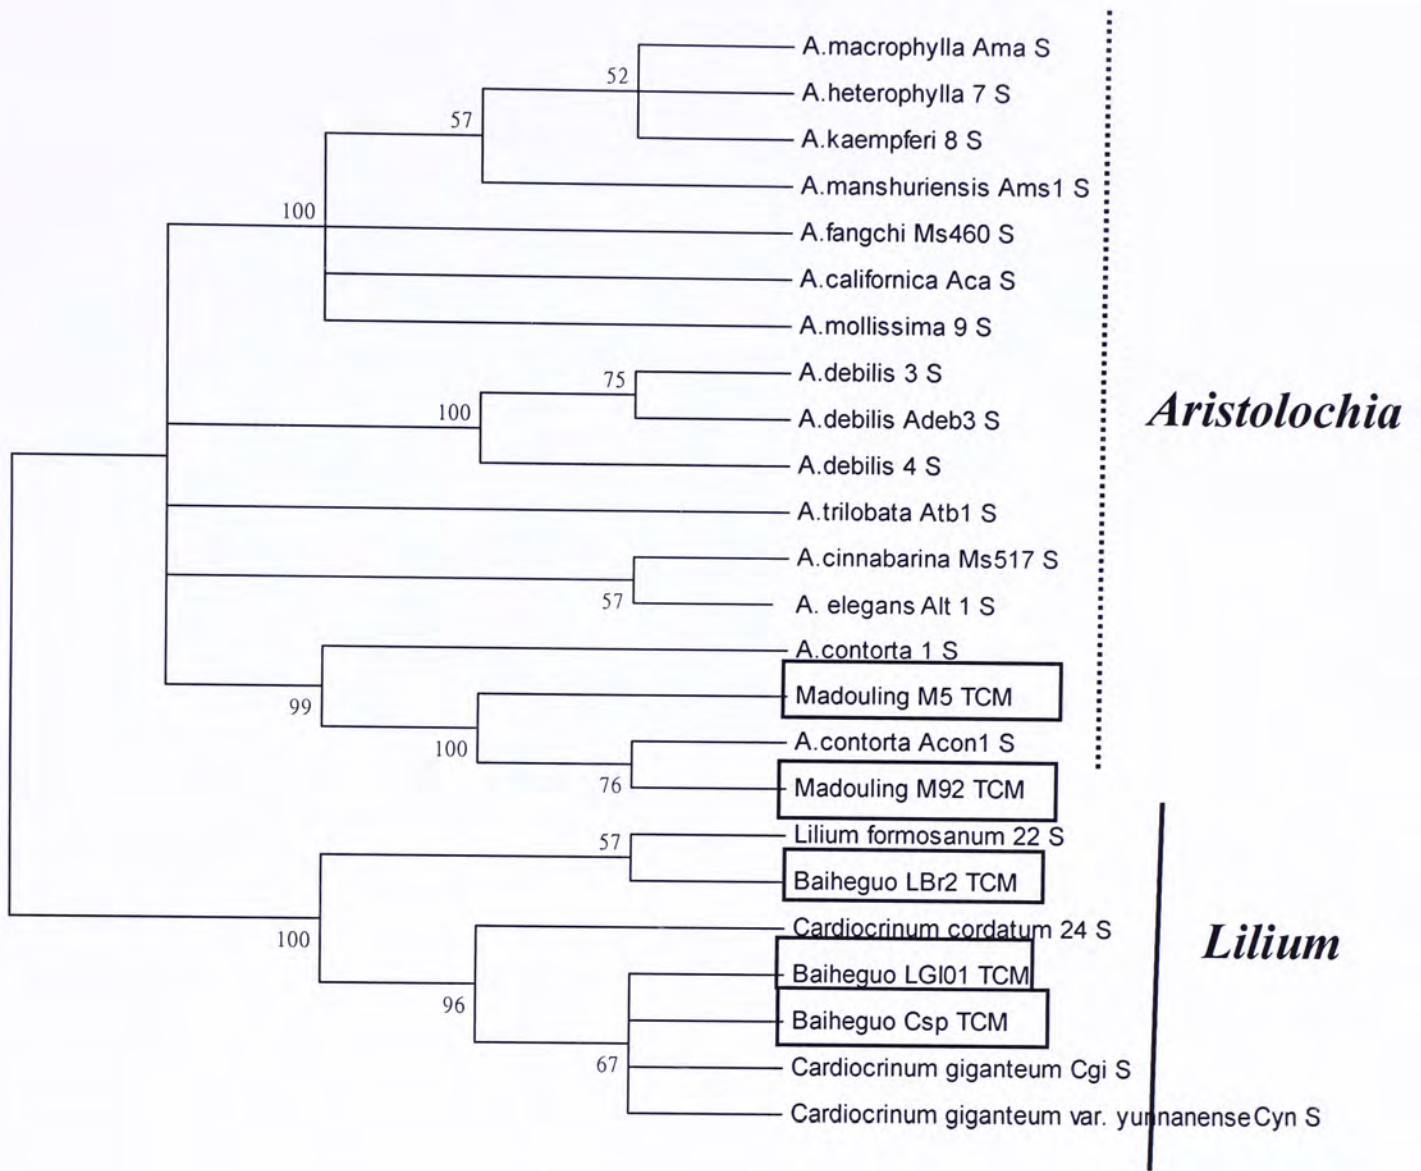 A.macrophylla Ama S
52
A.heterophylla 7 S
57
A.kaempferi 8 S
A.manshuriensis Ams1 S
100
A.fangchi Ms460 S
A.californica Aca S
A.mollissima 9 S
75
A.debilis 3 S
100
A.debilis Adeb3 S
Aristolochia
A.debilis 4 S
A.trilobata Atb1 S
A.cinnabarina Ms517 S
57
A. elegans Alt 1 S
A.contorta 1 S
99
Madouling M5 TCM
100
A.contorta Acon1 S
76
Madouling M92 TCM
57
Lilium formosanum 22 S
Baiheguo LBr2 TCM
100
Cardiocrinum cordatum 24 S
Lilium
Baiheguo LGI01 TCM
96
Baiheguo Csp TCM
67
Cardiocrinum giganteum Cgi S
Cardiocrinum giganteum var. yunnanense Cyn S